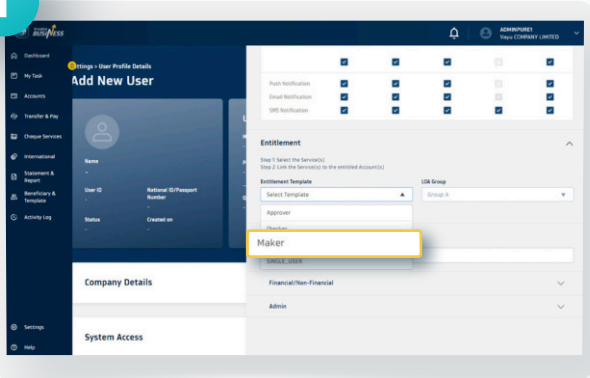 BUSINESS
ADMINPURE1
Vayu COMPANY LIMITED
Dashboard
My Task
Accounts
Transfer & Pay
Cheque Services
International
Statement & Report
Beneficiary & Template
Activity Log
Settings
Help
ttings > User Profile Details
Add New User
Name
-
User ID
-
National ID/Passport Number
-
Status
-
Created on
-
Company Details
System Access
Push Notification
Email Notification
SMS Notification
Entitlement
Step 1 Select the Service(s)
Step 2 Link the Service(s) to the entitled Account(s)
Entitlement Template
LOA Group
Select Template
Group A
Approver
Checker
Maker
SINGLE_USER
Financial/Non-Financial
Admin